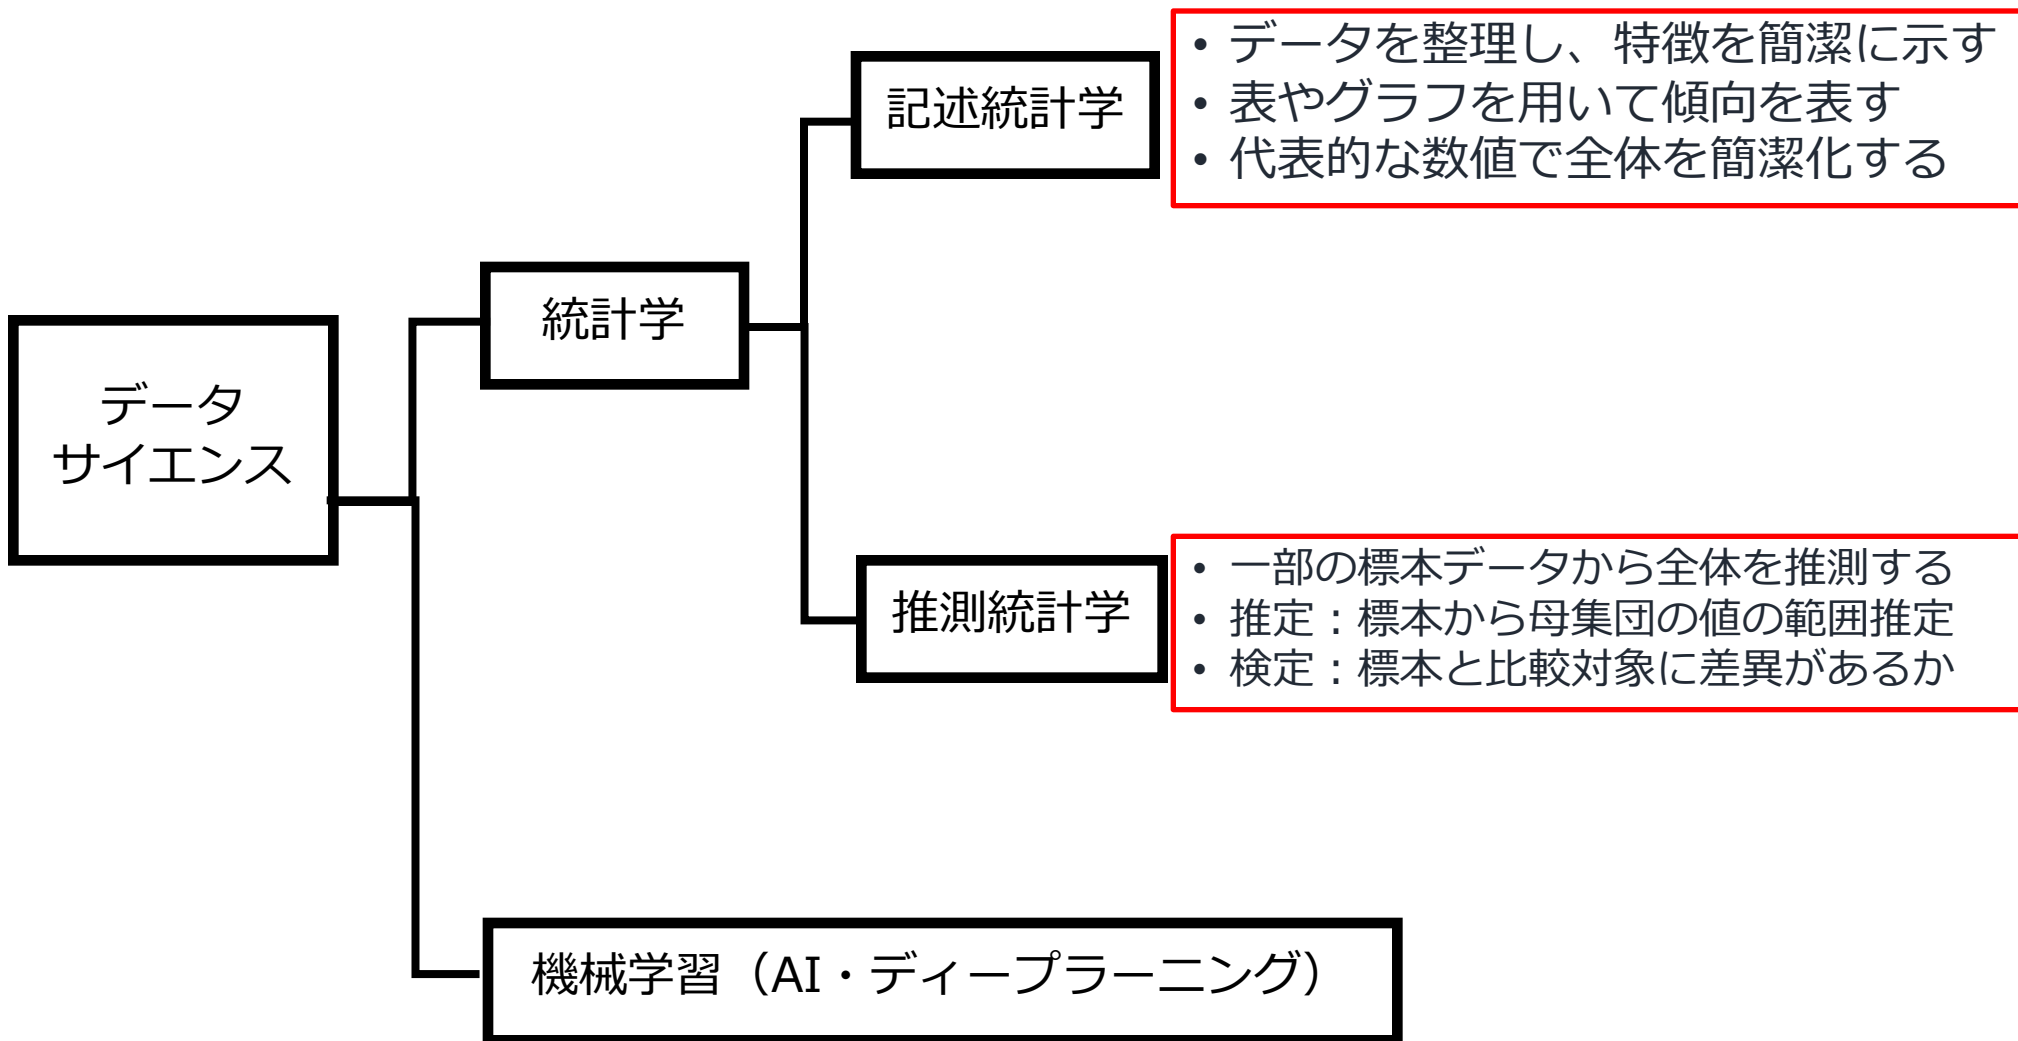 • データを整理し、特徴を簡潔に示す
• 表やグラフを用いて傾向を表す
• 代表的な数値で全体を簡潔化する
記述統計学
統計学
データ
サイエンス
• 一部の標本データから全体を推測する
• 推定：標本から母集団の値の範囲推定
• 検定：標本と比較対象に差異があるか
推測統計学
機械学習（AI・ディープラーニング）